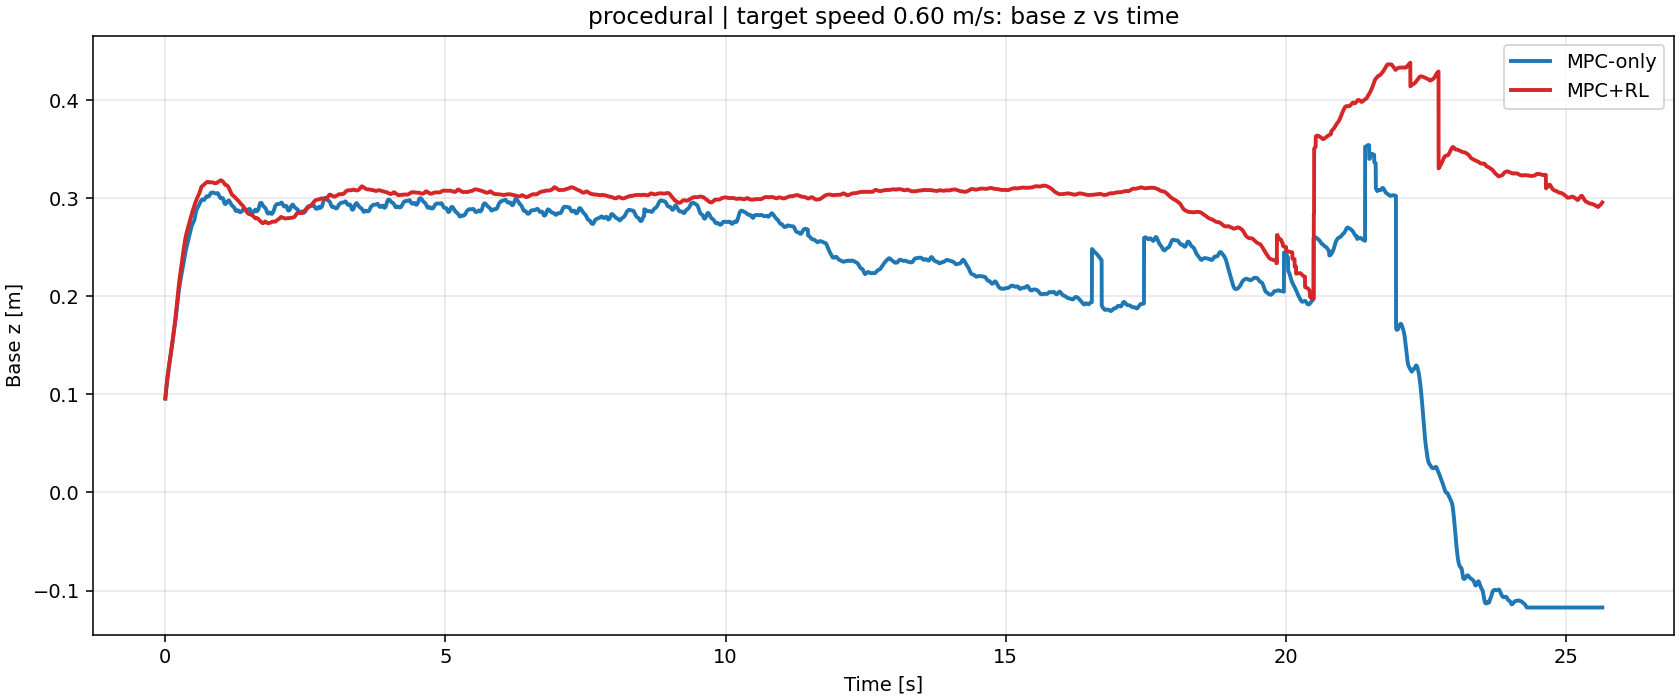 procedural | target speed 0.60 m/s: base z vs time
MPC-only
MPC+RL
Base z [m]
0.4
0.3
0.2
0.1
0.0
−0.1
0
5
10
15
20
25
Time [s]